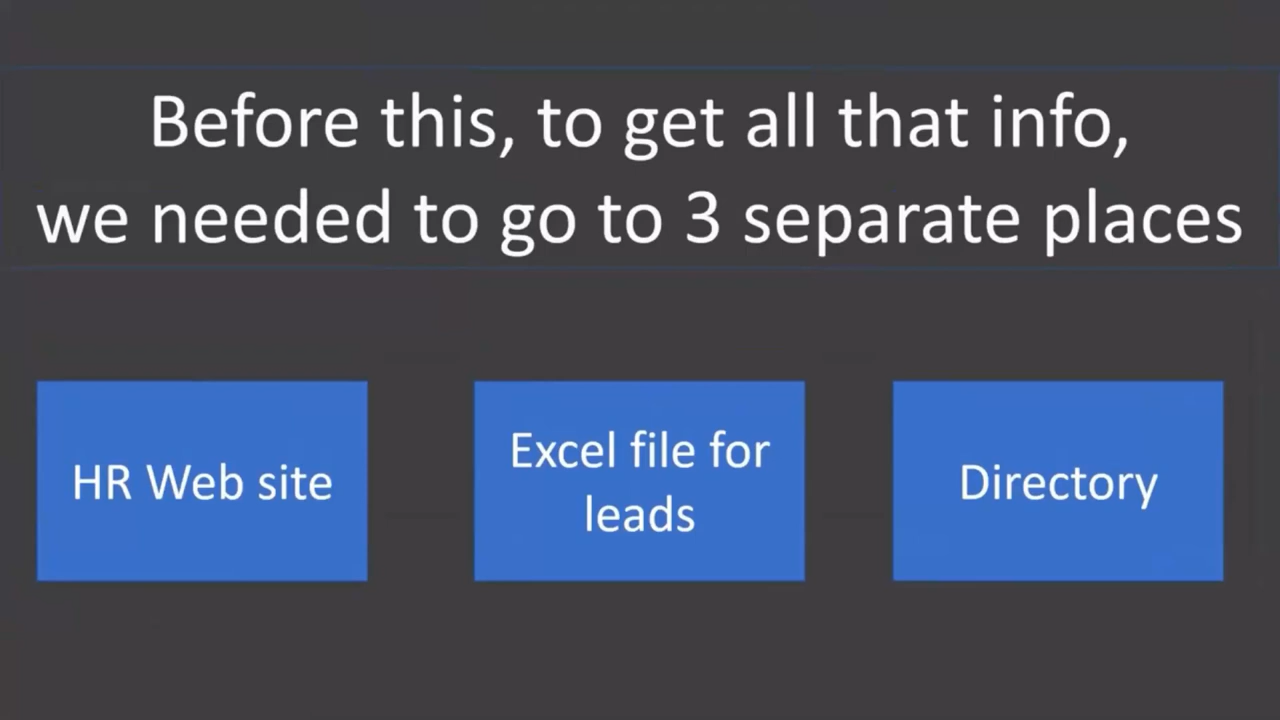 Before this, to get all that info,
we needed to go to 3 separate places
HR Web site
Excel file for
leads
Directory